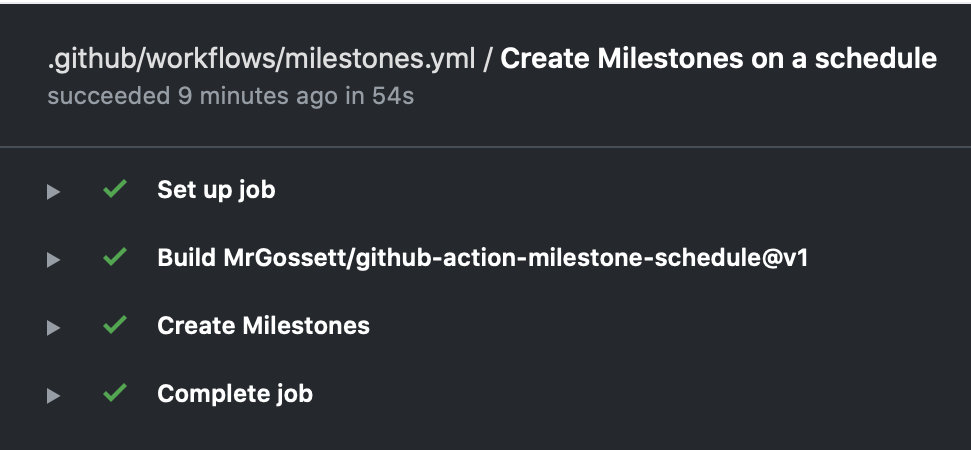 .github/workflows/milestones.yml / Create Milestones on a schedule
succeeded 9 minutes ago in 54s
Set up job
Build MrGossett/github-action-milestone-schedule@v1
Create Milestones
Complete job